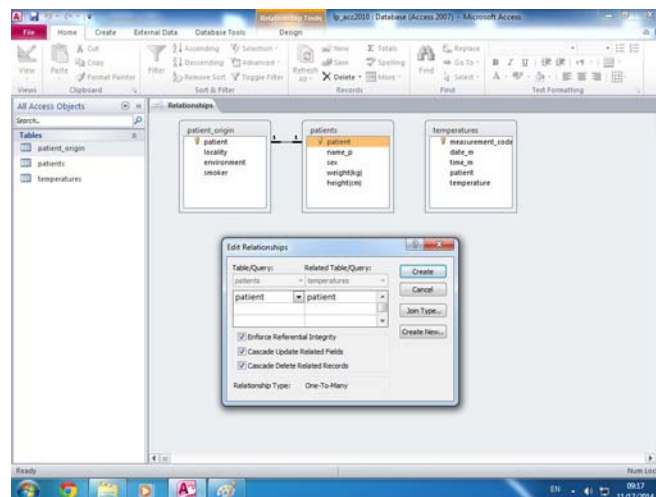 Relationship Tools lp_acc2010 : Database (Access 2007) - Microsoft Access
File Home Create External Data Database Tools Design
View Paste Cut Copy Format Painter Filter Ascending Descending Remove Sort Selection Advanced Toggle Filter Refresh All New Save Delete Totals Spelling More Find Replace Go To Select
Views Clipboard Sort & Filter Records Find Text Formatting
All Access Objects
Search..
Tables
patient_origin
patients
temperatures
Relationships
patient_origin
patient
locality
environment
smoker
1 1
patients
patient
name_p
sex
weight(kg)
height(cm)
temperatures
measurement_code
date_m
time_m
patient
temperature
Edit Relationships
Table/Query: Related Table/Query:
patients temperatures
patient patient
Enforce Referential Integrity
Cascade Update Related Fields
Cascade Delete Related Records
Relationship Type: One-To-Many
Create
Cancel
Join Type...
Create New..
Ready Num Loc
EN 09:17